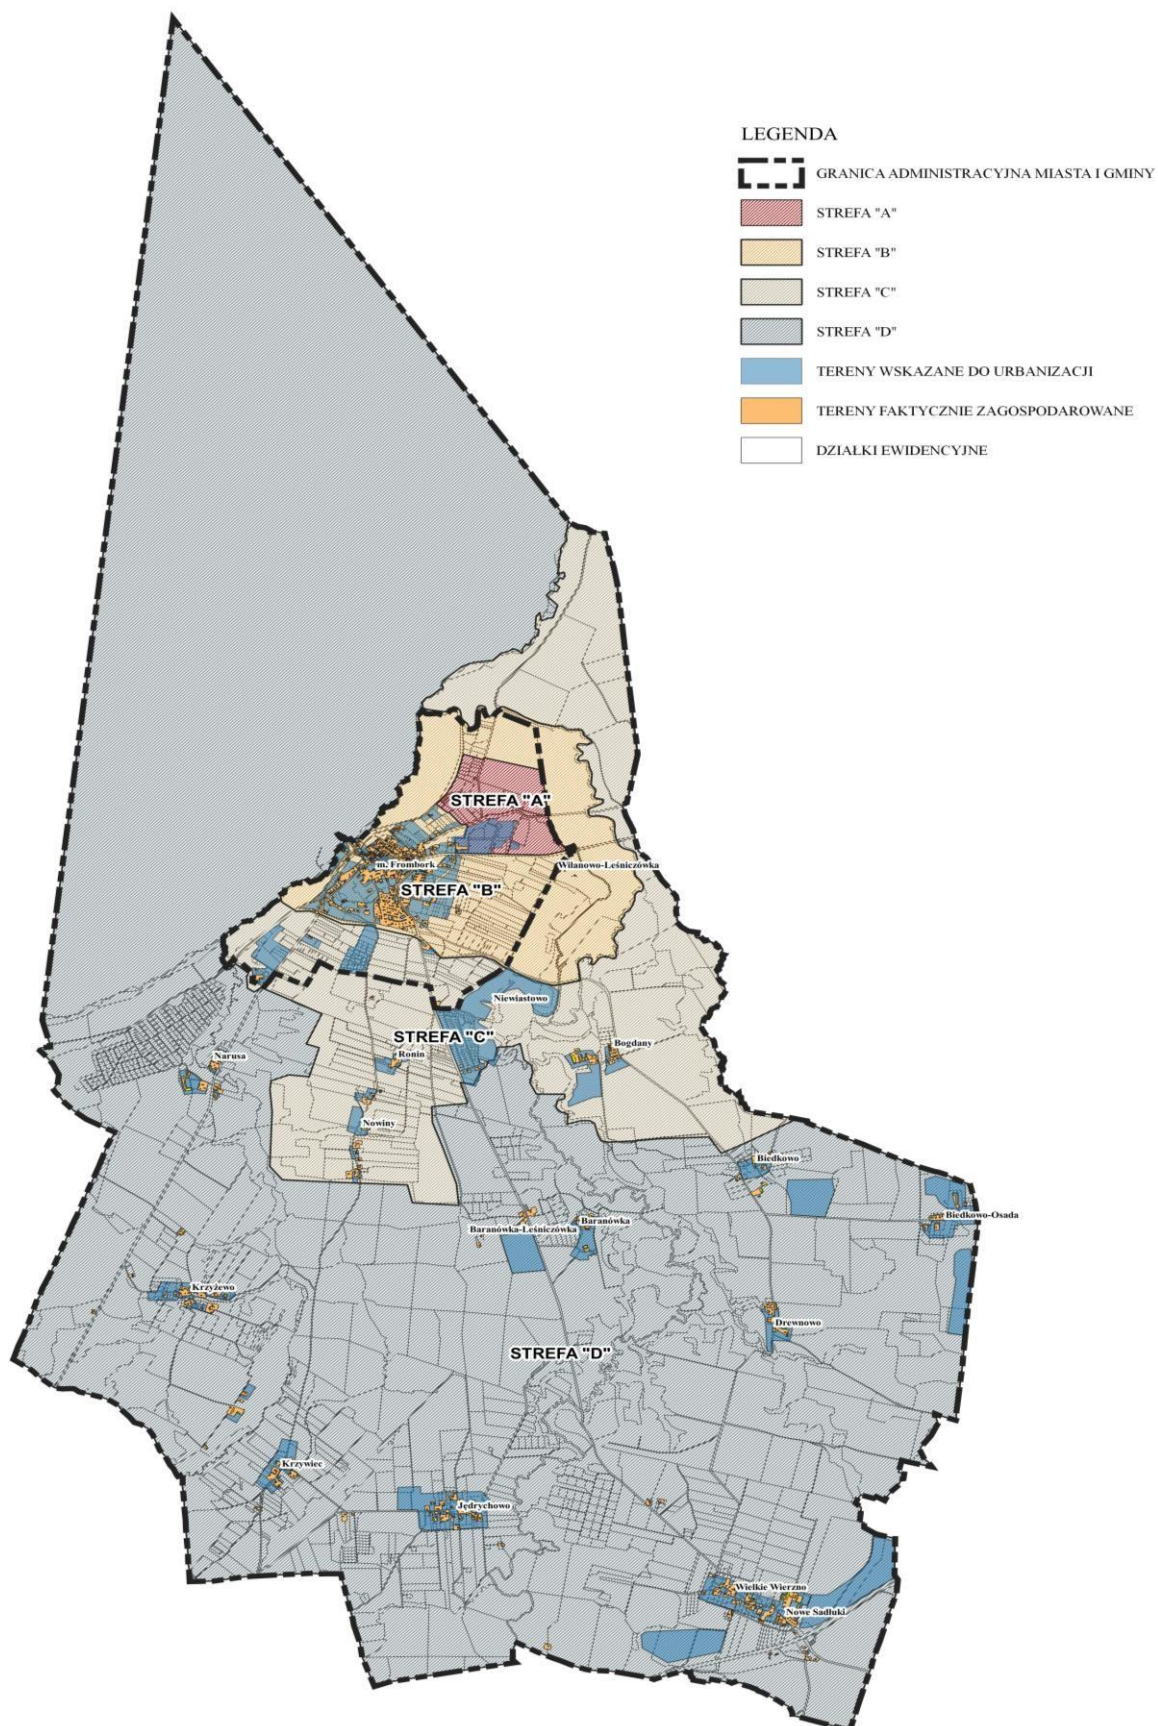 LEGENDA
GRANICA ADMINISTRACYJNA MIASTA I GMINY
STREFA "A"
STREFA "B"
STREFA "C"
STREFA "D"
TERENY WSKAZANE DO URBANIZACJI
TERENY FAKTYCZNIE ZAGOSPODAROWANE
DZIAŁKI EWIDENCYJNE
STREFA "A"
m. Frombork
Wilanowo-Leśniczówka
STREFA "B"
Niewiastowo
STREFA "C"
Bogdany
Narusa
Ronin
Nowiny
Biedkowo
Baranówka
Biedkowo-Osada
Baranówka-Leśniczówka
Krzyżewo
Drewnowo
STREFA "D"
Krzywiec
Jędrychowo
Wielkie Wierzno
Nowe Sadłuki